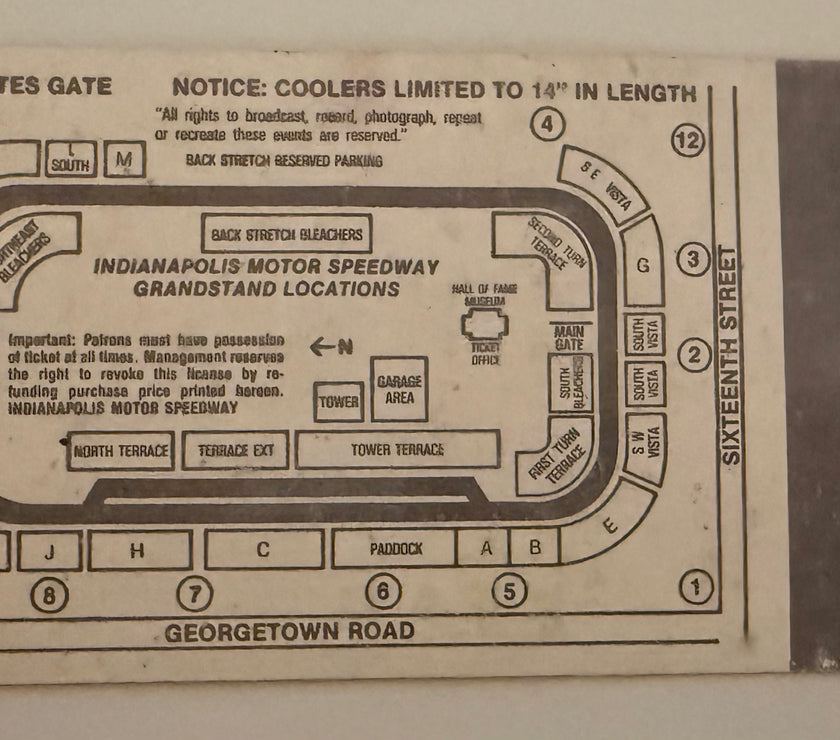 TES GATE
NOTICE: COOLERS LIMITED TO 14" IN LENGTH
"All rights to broadcast, record, photograph, repeat
or recreate these events are reserved."
BACK STRETCH RESERVED PARKING
L
SOUTH
M
4
12
S E VISTA
BACK STRETCH BLEACHERS
SECOND TURN
TERRACE
G
3
BLEACHERS
INDIANAPOLIS MOTOR SPEEDWAY
GRANDSTAND LOCATIONS
HALL OF FAME
MUSEUM
TICKET
OFFICE
MAIN
GATE
SOUTH
VISTA
2
SOUTH
VISTA
SOUTH
BLEACHERS
Important: Patrons must have possession
of ticket at all times. Management reserves
the right to revoke this license by re-
funding purchase price printed hereon.
INDIANAPOLIS MOTOR SPEEDWAY
←N
TOWER
GARAGE
AREA
S W
VISTA
SIXTEENTH STREET
NORTH TERRACE
TERRACE EXT
TOWER TERRACE
FIRST TURN
TERRACE
E
J
H
C
PADDOCK
A
B
8
7
6
5
1
GEORGETOWN ROAD